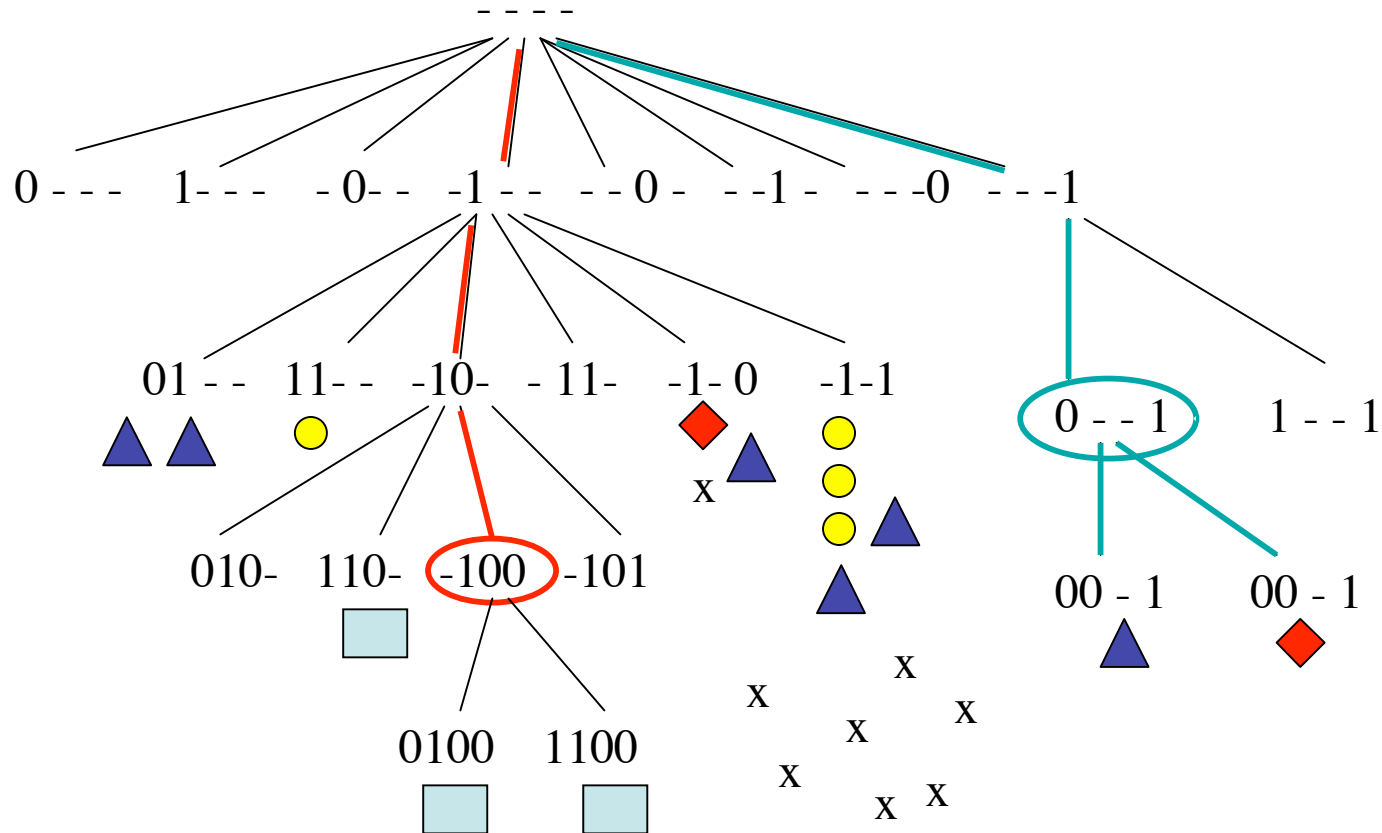 - - - -
0 - - - 1- - - - 0- - -1 - - - - 0 - - -1 - - - -0 - - -1
01 - - 11- - -10- - 11- -1- 0 -1-1
0 - - 1 1 - - 1
x
010- 110- -100 -101
00 - 1 00 - 1
x
x
x
x
0100 1100
x
x
x